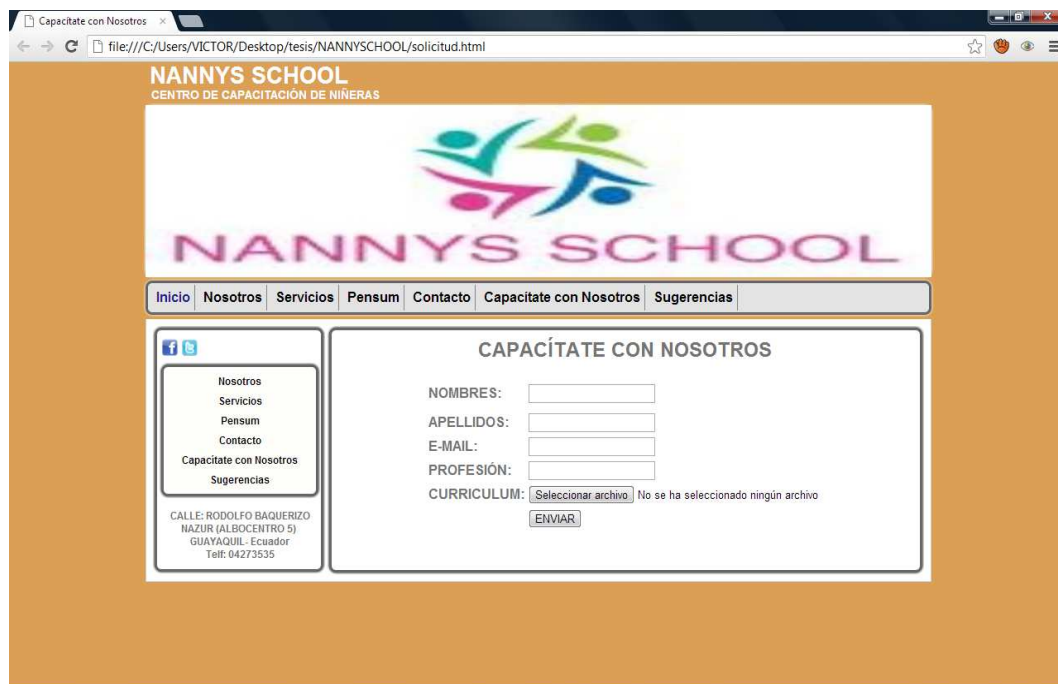 Capacítate con Nosotros
file:///C:/Users/VICTOR/Desktop/tesis/NANNYSCHOOL/solicitud.html
NANNYS SCHOOL
CENTRO DE CAPACITACIÓN DE NIÑERAS
NANNYS SCHOOL
Inicio Nosotros Servicios Pensum Contacto Capacítate con Nosotros Sugerencias
Nosotros
Servicios
Pensum
Contacto
Capacítate con Nosotros
Sugerencias
CALLE: RODOLFO BAQUERIZO
NAZUR (ALBOCENTRO 5)
GUAYAQUIL- Ecuador
Telf: 04273535
CAPACÍTATE CON NOSOTROS
NOMBRES:
APELLIDOS:
E-MAIL:
PROFESIÓN:
CURRICULUM: Seleccionar archivo No se ha seleccionado ningún archivo
ENVIAR